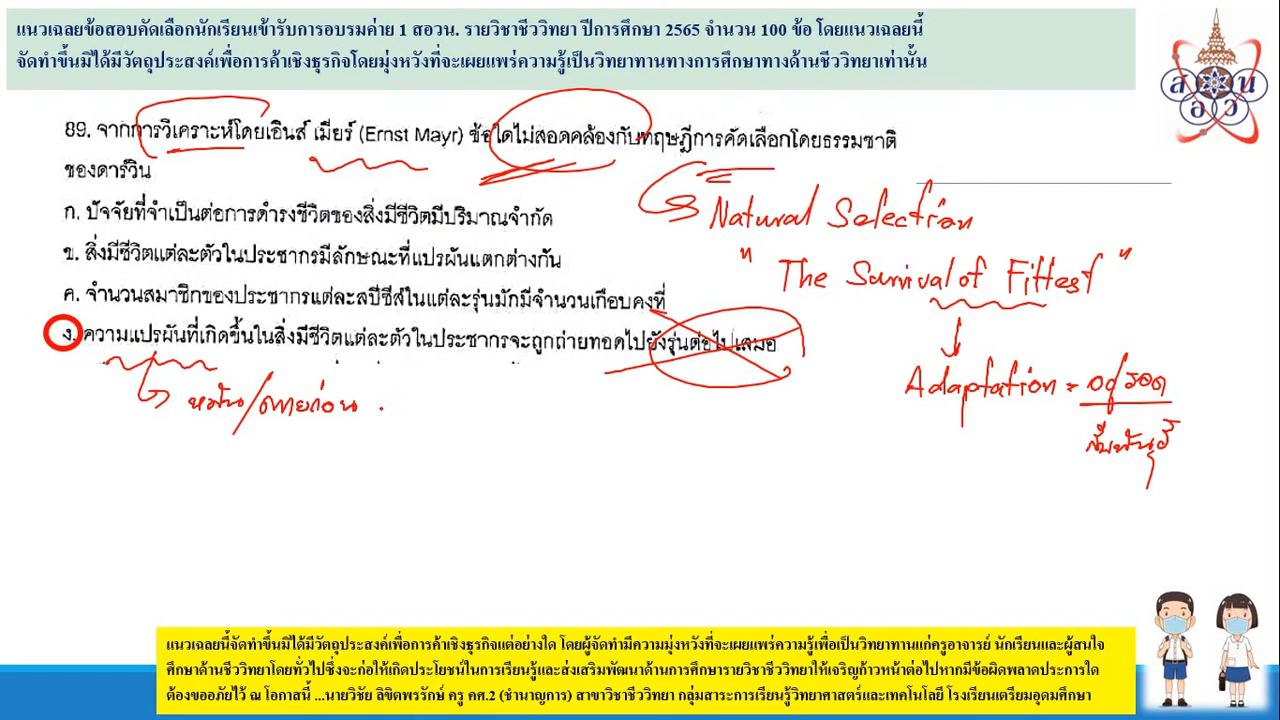 แนวเฉลยข้อสอบคัดเลือกนักเรียนเข้ารับการอบรมค่าย 1 สอวน. รายวิชาชีววิทยา ปีการศึกษา 2565 จำนวน 100 ข้อ โดยแนวเฉลยนี้
จัดทำขึ้นมิได้มีวัตถุประสงค์เพื่อการค้าเชิงธุรกิจโดยมุ่งหวังที่จะเผยแพร่ความรู้เป็นวิทยาทานทางการศึกษาทางด้านชีววิทยาเท่านั้น
สอวน
89. จากการวิเคราะห์โดยเอินส์ เมียร์ (Ernst Mayr) ข้อใดไม่สอดคล้องกับทฤษฎีการคัดเลือกโดยธรรมชาติ
ของดาร์วิน
ก. ปัจจัยที่จำเป็นต่อการดำรงชีวิตของสิ่งมีชีวิตมีปริมาณจำกัด
Natural Selection
ข. สิ่งมีชีวิตแต่ละตัวในประชากรมีลักษณะที่แปรผันแตกต่างกัน
" The Survival of Fittest "
ค. จำนวนสมาชิกของประชากรแต่ละสปีชีส์ในแต่ละรุ่นมักมีจำนวนเกือบคงที่
ง. ความแปรผันที่เกิดขึ้นในสิ่งมีชีวิตแต่ละตัวในประชากรจะถูกถ่ายทอดไปยังรุ่นต่อไปเสมอ
Adaptation = อยู่รอด
สืบพันธุ์
หมัน/ตายก่อน
แนวเฉลยนี้จัดทำขึ้นมิได้มีวัตถุประสงค์เพื่อการค้าเชิงธุรกิจแต่อย่างใด โดยผู้จัดทำมีความมุ่งหวังที่จะเผยแพร่ความรู้เพื่อเป็นวิทยาทานแก่ครูอาจารย์ นักเรียนและผู้สนใจ
ศึกษาด้านชีววิทยาโดยทั่วไปซึ่งจะก่อให้เกิดประโยชน์ในการเรียนรู้และส่งเสริมพัฒนาด้านการศึกษารายวิชาชีววิทยาให้เจริญก้าวหน้าต่อไปหากมีข้อผิดพลาดประการใด
ต้องขออภัยไว้ ณ โอกาสนี้ ...นายวิชัย ลิขิตพรรักษ์ ครู คศ.2 (ชำนาญการ) สาขาวิชาชีววิทยา กลุ่มสาระการเรียนรู้วิทยาศาสตร์และเทคโนโลยี โรงเรียนเตรียมอุดมศึกษา